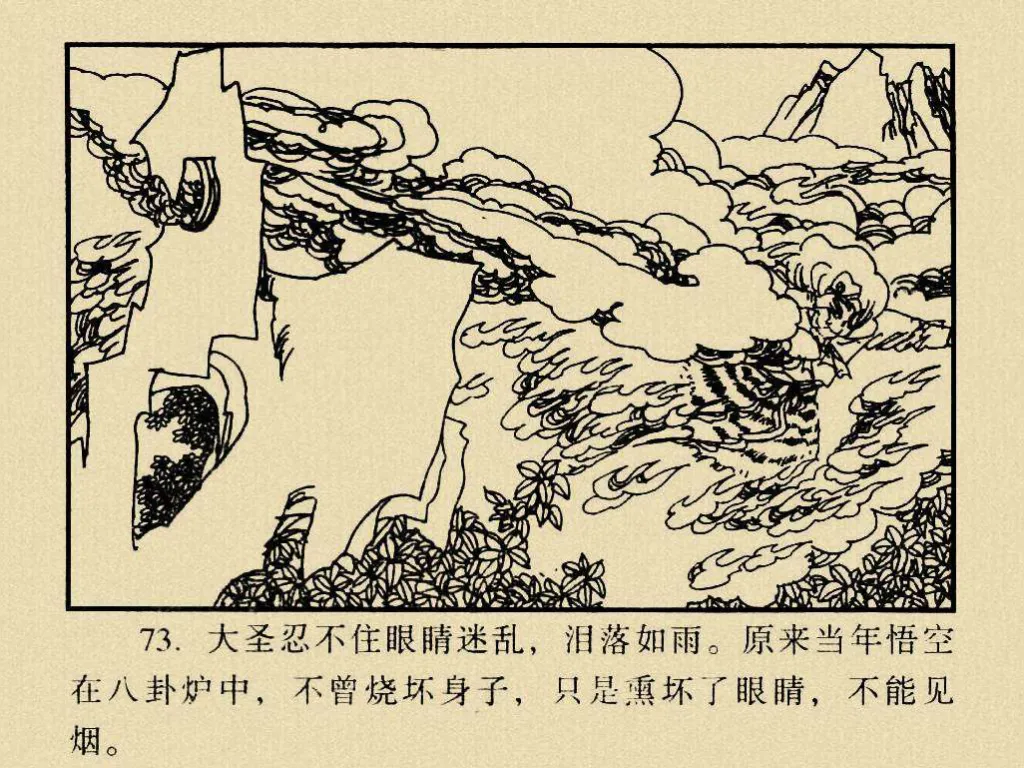 73. 大圣忍不住眼睛迷乱，泪落如雨。原来当年悟空
在八卦炉中，不曾烧坏身子，只是熏坏了眼睛，不能见
烟。